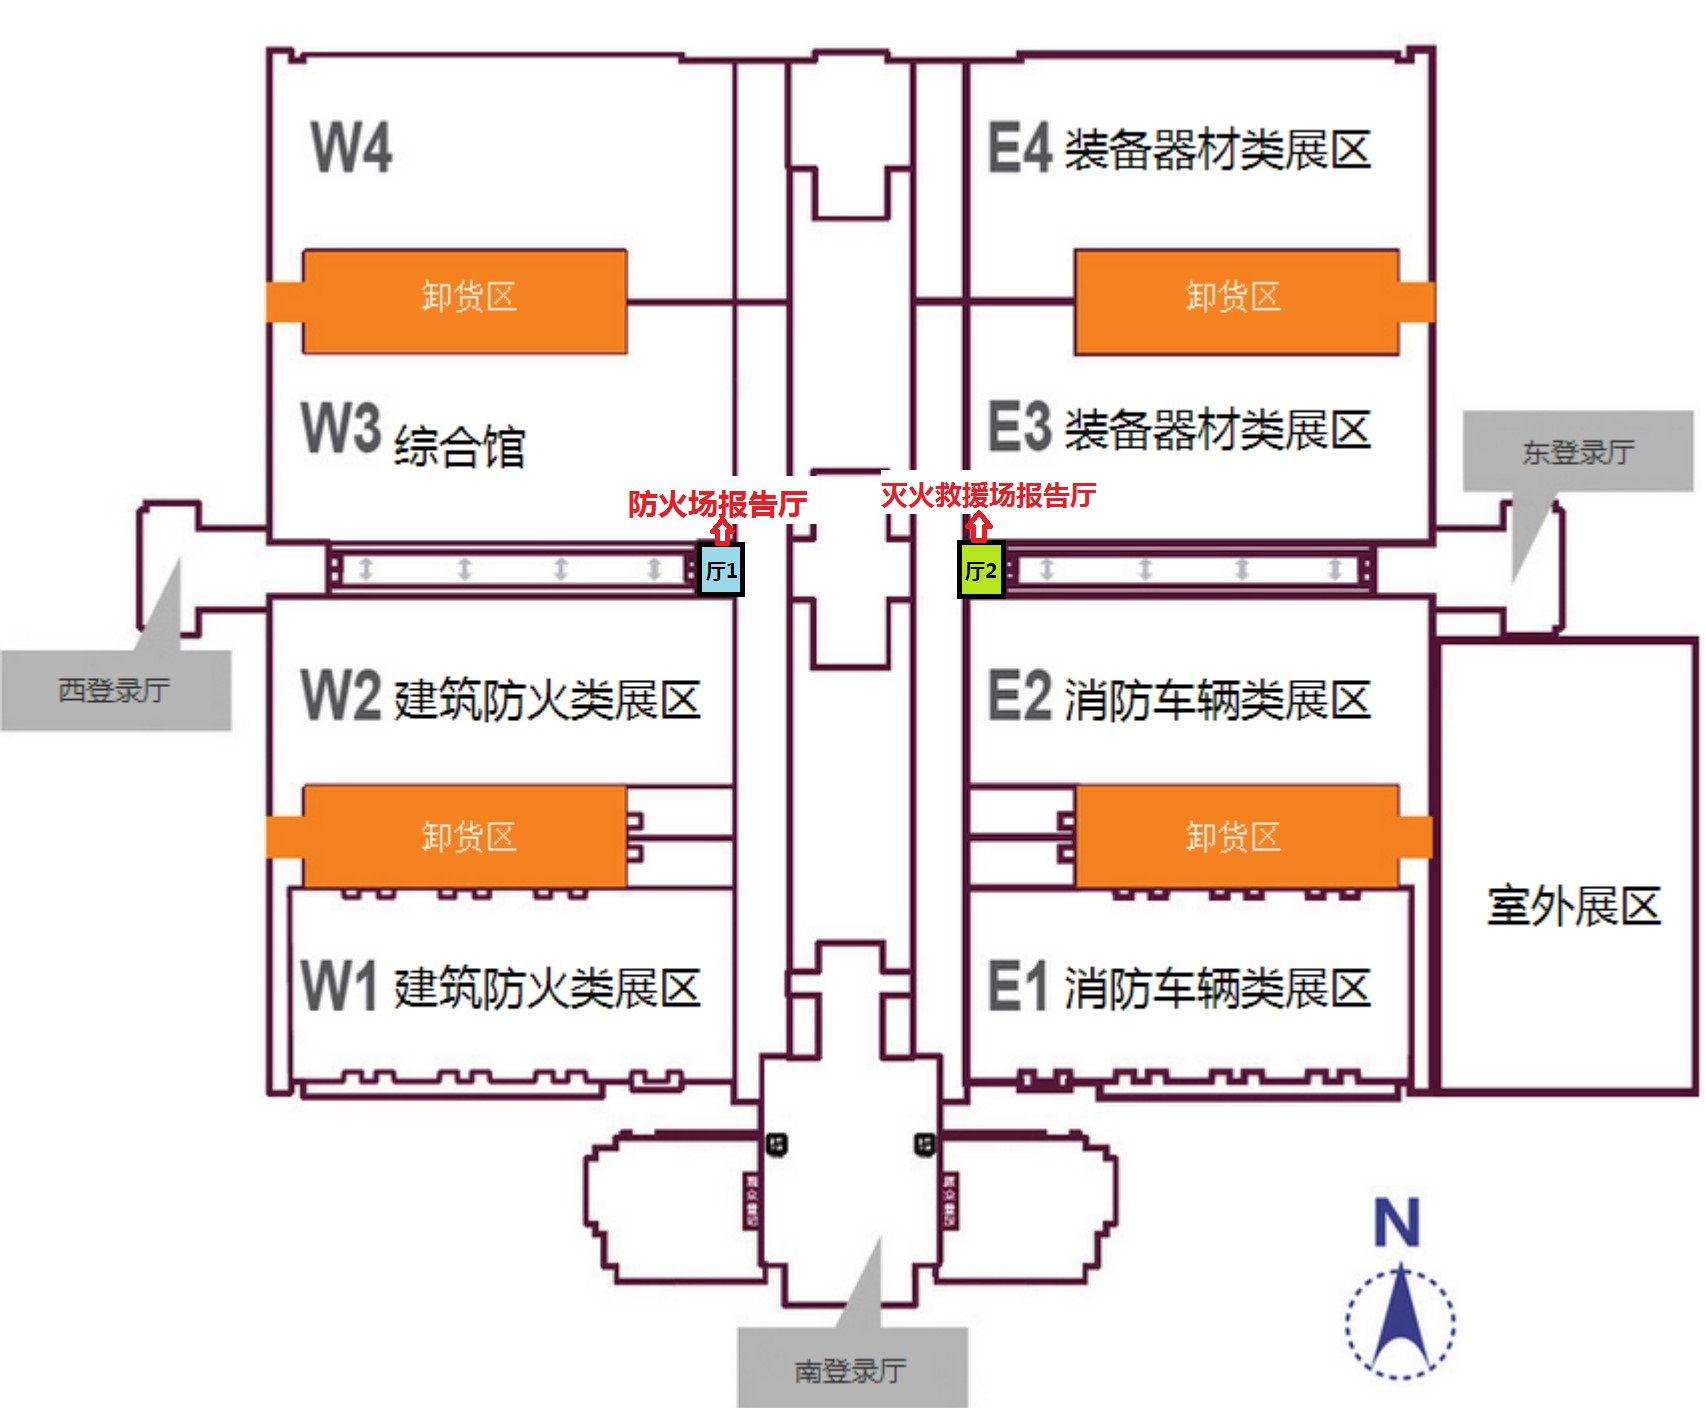 W4
E4 装备器材类展区
卸货区
卸货区
W3 综合馆
E3 装备器材类展区
东登录厅
防火场报告厅
灭火救援场报告厅
厅1
厅2
西登录厅
W2 建筑防火类展区
E2 消防车辆类展区
卸货区
卸货区
室外展区
W1 建筑防火类展区
E1 消防车辆类展区
N
南登录厅